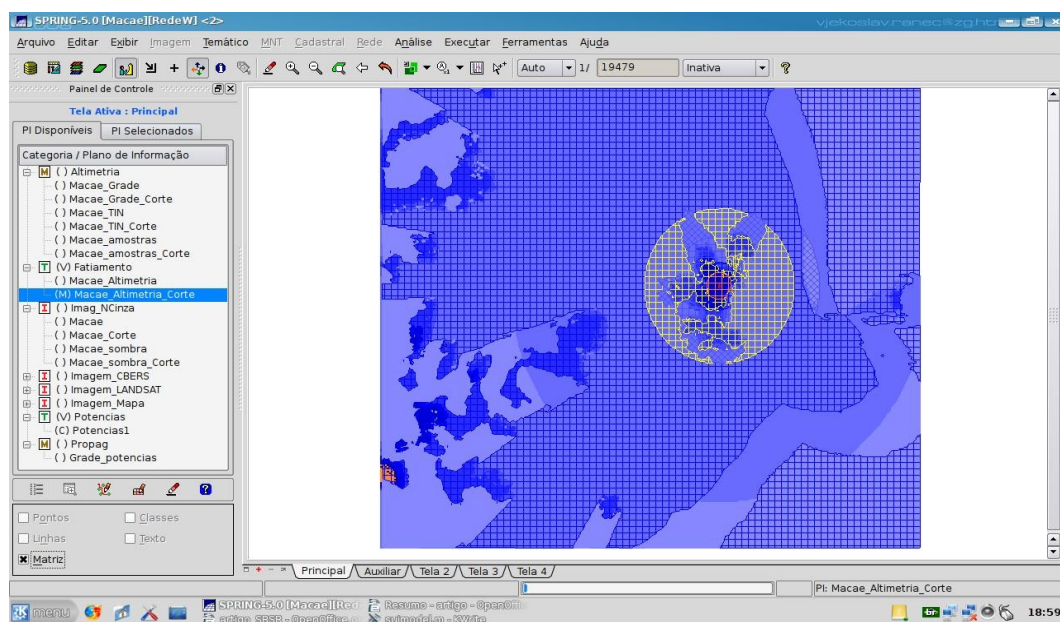 SPRING-5.0 [Macae][RedeW] <2>
Arquivo Editar Exibir Imagem Temático MNT Cadastral Rede Análise Executar Ferramentas Ajuda
Auto 1/ 19479 Inativa
Painel de Controle
Tela Ativa : Principal
PI Disponíveis PI Selecionados
Categoria / Plano de Informação
M ( ) Altimetria
( ) Macae_Grade
( ) Macae_Grade_Corte
( ) Macae_TIN
( ) Macae_TIN_Corte
( ) Macae_amostras
( ) Macae_amostras_Corte
T (V) Fatiamento
( ) Macae_Altimetria
(M) Macae_Altimetria_Corte
I ( ) Imag_NCinza
( ) Macae
( ) Macae_Corte
( ) Macae_sombra
( ) Macae_sombra_Corte
I ( ) Imagem_CBERS
I ( ) Imagem_LANDSAT
I ( ) Imagem_Mapa
T (V) Potencias
(C) Potencias1
M ( ) Propag
( ) Grade_potencias
Pontos Classes
Linhas Texto
Matriz
Principal Auxiliar Tela 2 Tela 3 Tela 4
PI: Macae_Altimetria_Corte
menu SPRING-5.0 [Macae][Red Resumo - artigo - OpenOffi
artigo_SBSR - OpenOffice.o 18:59